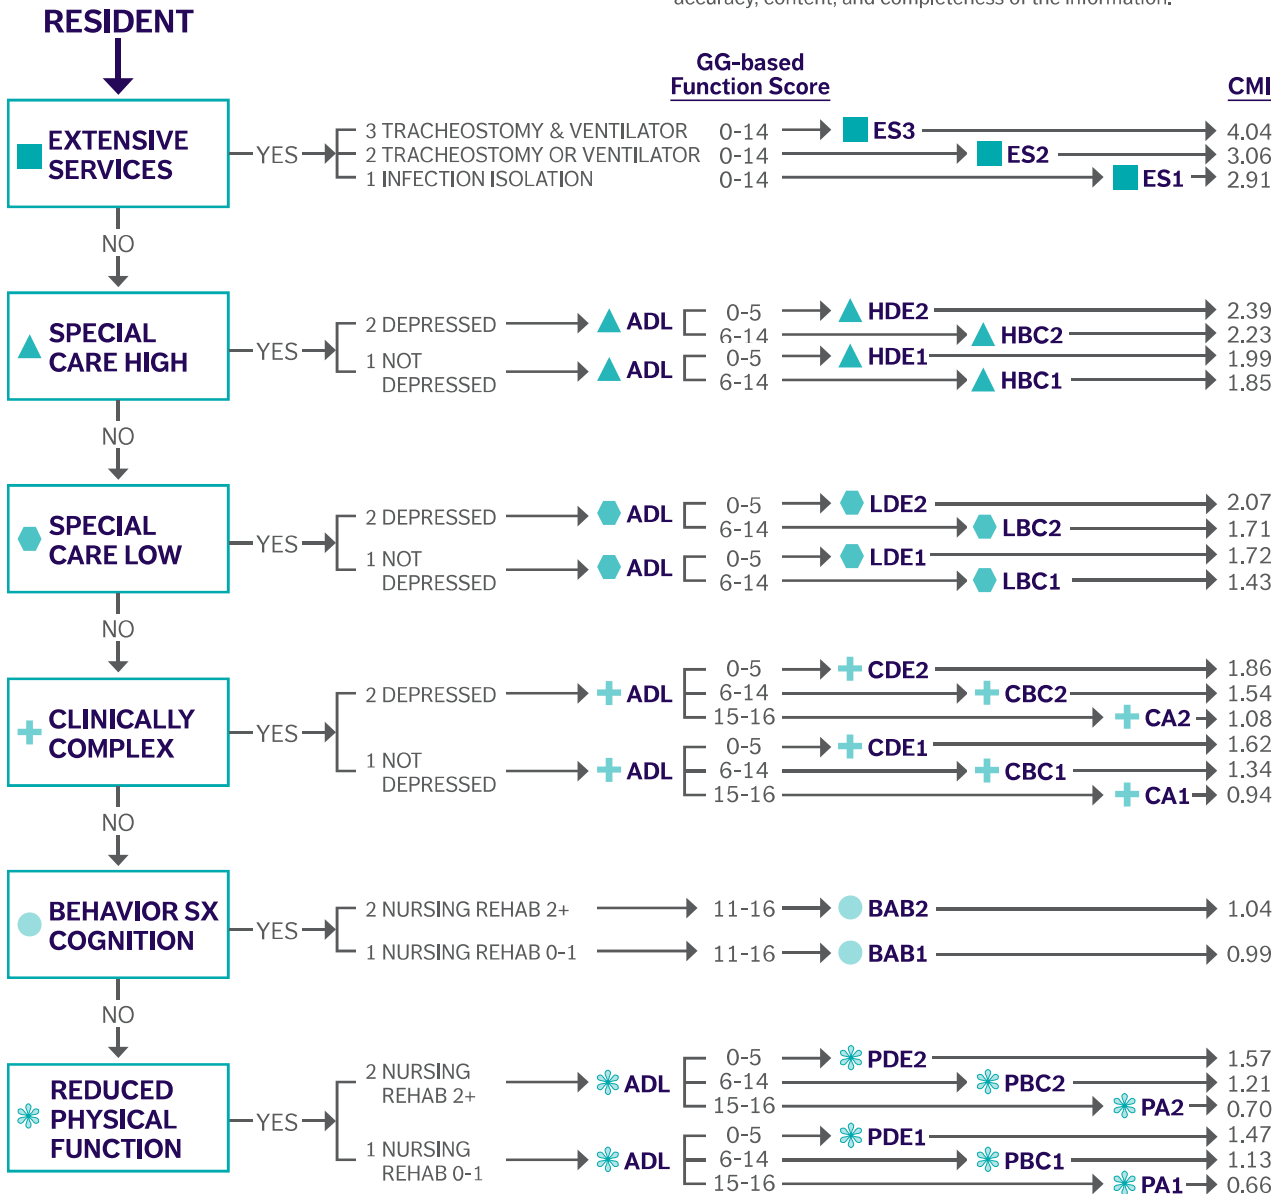 accuracy, content, and completeness of the information.
RESIDENT
GG-based
Function Score
CMI
EXTENSIVE
SERVICES
YES
3 TRACHEOSTOMY & VENTILATOR 0-14 ES3 4.04
2 TRACHEOSTOMY OR VENTILATOR 0-14 ES2 3.06
1 INFECTION ISOLATION 0-14 ES1 2.91
NO
SPECIAL
CARE HIGH
YES
2 DEPRESSED ADL 0-5 HDE2 2.39
6-14 HBC2 2.23
1 NOT
DEPRESSED ADL 0-5 HDE1 1.99
6-14 HBC1 1.85
NO
SPECIAL
CARE LOW
YES
2 DEPRESSED ADL 0-5 LDE2 2.07
6-14 LBC2 1.71
1 NOT
DEPRESSED ADL 0-5 LDE1 1.72
6-14 LBC1 1.43
NO
CLINICALLY
COMPLEX
YES
2 DEPRESSED ADL 0-5 CDE2 1.86
6-14 CBC2 1.54
15-16 CA2 1.08
1 NOT
DEPRESSED ADL 0-5 CDE1 1.62
6-14 CBC1 1.34
15-16 CA1 0.94
NO
BEHAVIOR SX
COGNITION
YES
2 NURSING REHAB 2+ 11-16 BAB2 1.04
1 NURSING REHAB 0-1 11-16 BAB1 0.99
NO
REDUCED
PHYSICAL
FUNCTION
YES
2 NURSING
REHAB 2+ ADL 0-5 PDE2 1.57
6-14 PBC2 1.21
15-16 PA2 0.70
1 NURSING
REHAB 0-1 ADL 0-5 PDE1 1.47
6-14 PBC1 1.13
15-16 PA1 0.66